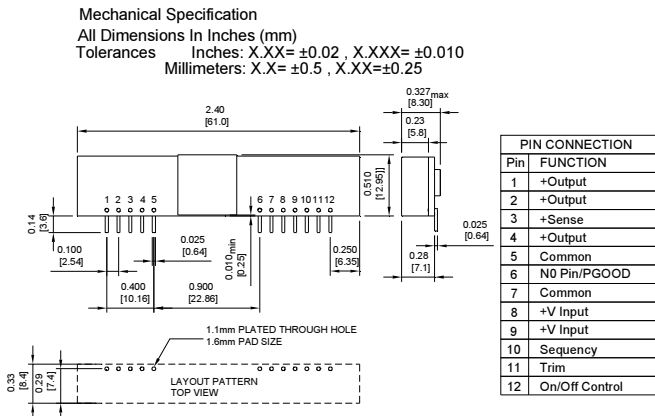 Mechanical Specification
All Dimensions In Inches (mm)
Tolerances Inches: X.XX= ±0.02 , X.XXX= ±0.010
Millimeters: X.X= ±0.5 , X.XX=±0.25
2.40
[61.0]
0.327max
[8.30]
0.23
[5.8]
1 2 3 4 5
6 7 8 9 10 11 12
0.510
[12.95]]
0.14
[3.6]
0.100
[2.54]
0.025
[0.64]
0.010min
[0.25]
0.250
[6.35]
0.025
[0.64]
0.28
[7.1]
0.400
[10.16]
0.900
[22.86]
1.1mm PLATED THROUGH HOLE
1.6mm PAD SIZE
LAYOUT PATTERN
TOP VIEW
0.33
[8.4]
0.29
[7.4]
PIN CONNECTION
Pin FUNCTION
1 +Output
2 +Output
3 +Sense
4 +Output
5 Common
6 N0 Pin/PGOOD
7 Common
8 +V Input
9 +V Input
10 Sequency
11 Trim
12 On/Off Control